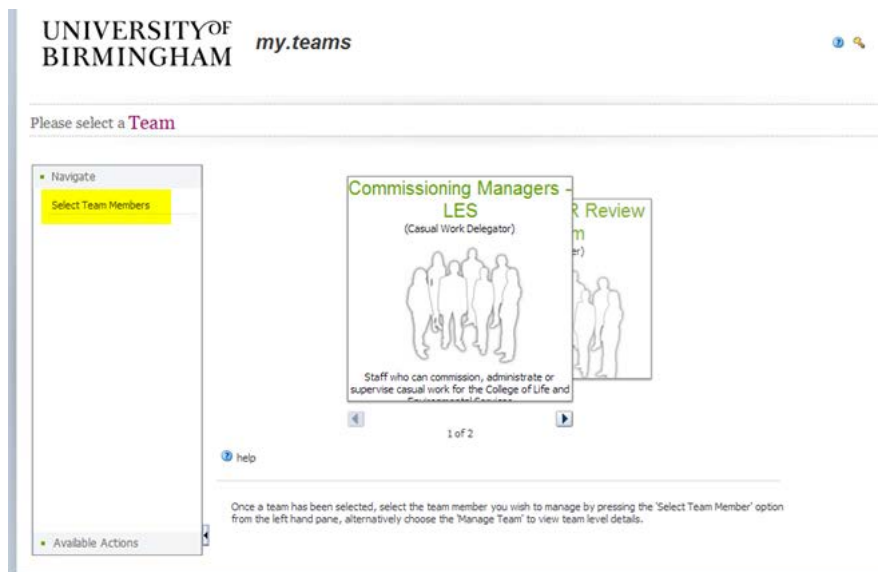 UNIVERSITY OF
BIRMINGHAM
my.teams
Please select a Team
Navigate
Select Team Members
Commissioning Managers -
LES
(Casual Work Delegator)
R Review
Staff who can commission, administrate or
supervise casual work for the College of Life and
1 of 2
help
Once a team has been selected, select the team member you wish to manage by pressing the 'Select Team Member' option
from the left hand pane, alternatively choose the 'Manage Team' to view team level details.
Available Actions